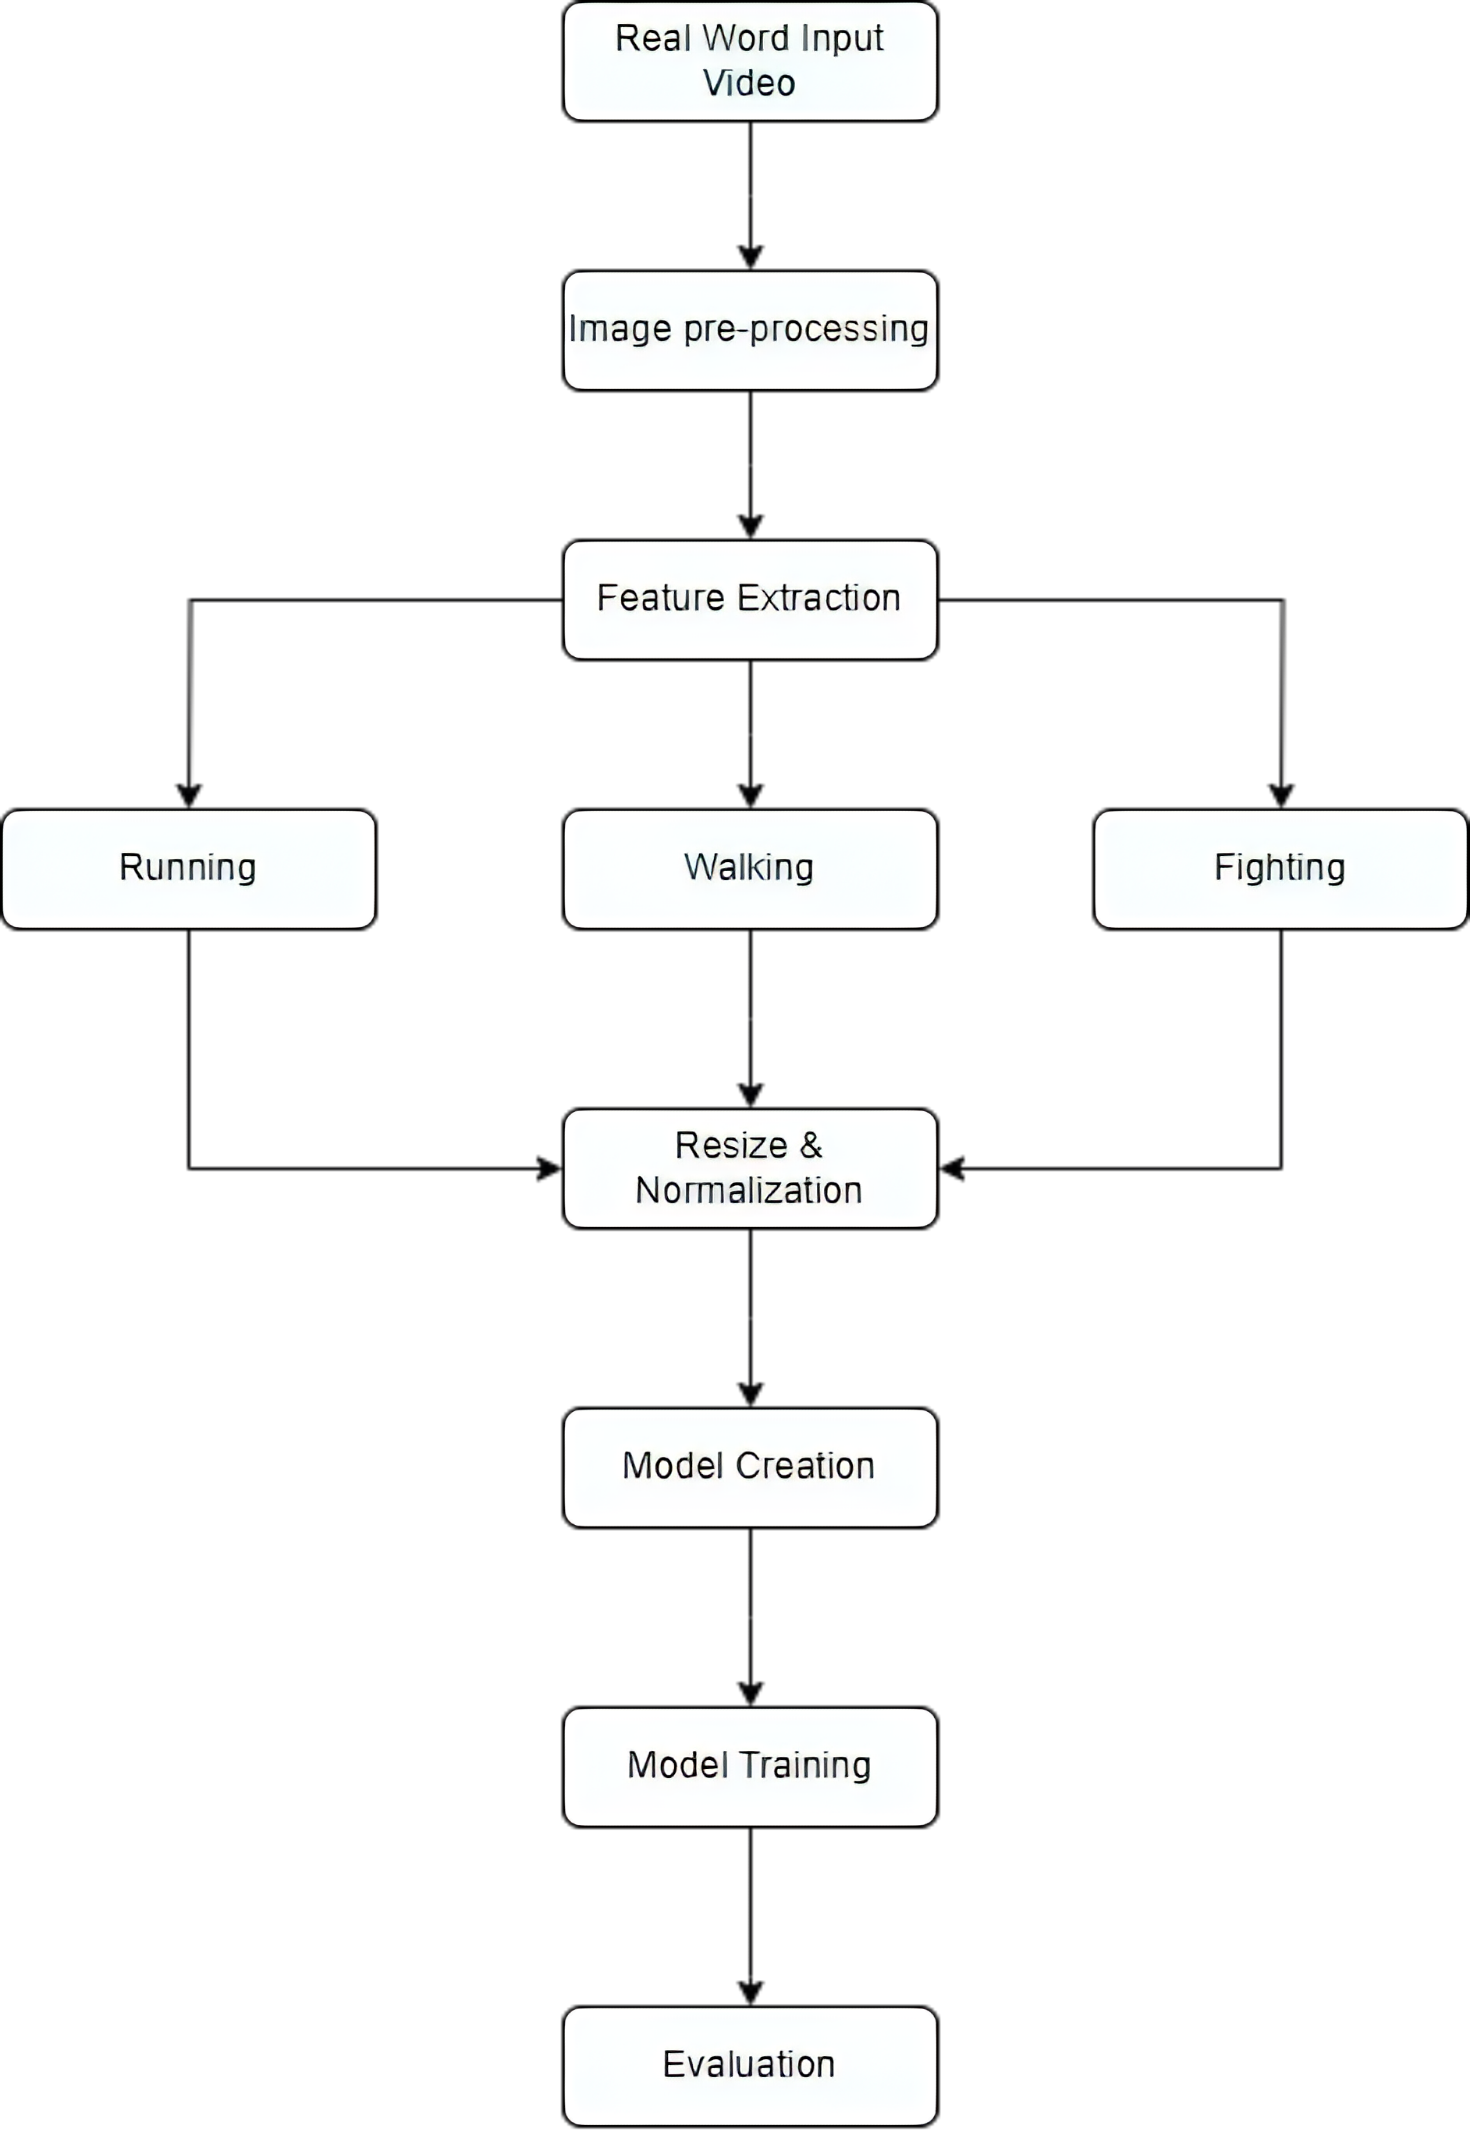 Real Word Input
Video
Image pre-processing
Feature Extraction
Running
Walking
Fighting
Resize &
Normalization
Model Creation
Model Training
Evaluation